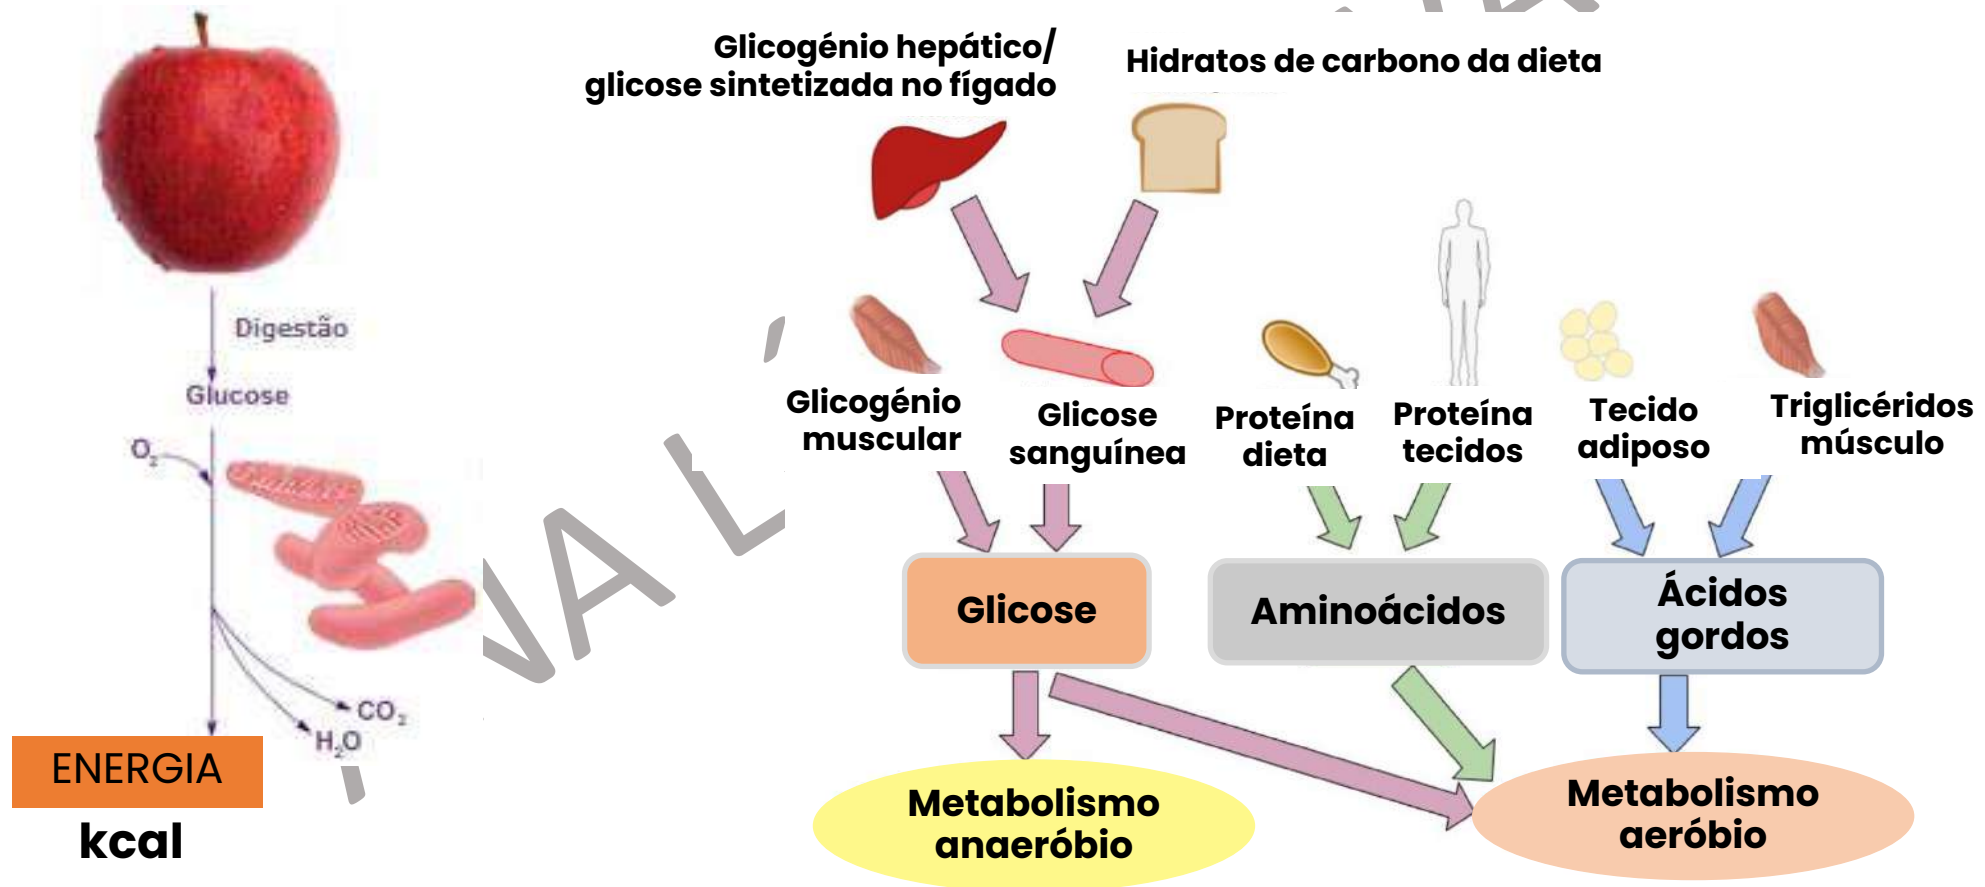 Digestão
Glucose
O₂
CO₂
H₂O
ENERGIA
kcal
Glicogénio hepático/
glicose sintetizada no fígado
Hidratos de carbono da dieta
Glicogénio
muscular
Glicose
sanguínea
Proteína
dieta
Proteína
tecidos
Tecido
adiposo
Triglicéridos
músculo
Glicose
Aminoácidos
Ácidos
gordos
Metabolismo
anaeróbio
Metabolismo
aeróbio